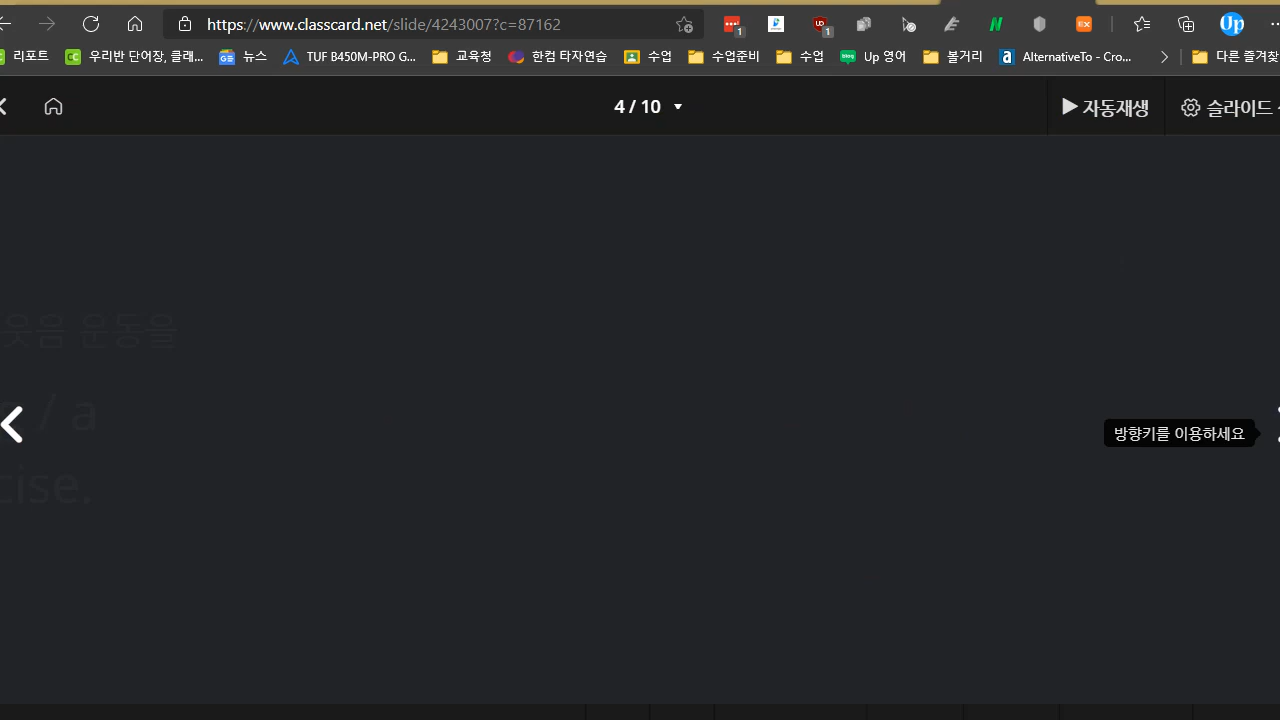 https://www.classcard.net/slide/4243007?c=87162
1
1
Up
리포트
우리반 단어장, 클래...
뉴스
TUF B450M-PRO G...
교육청
한컴 타자연습
수업
수업준비
수업
Up 영어
볼거리
AlternativeTo - Cro...
다른 즐겨찾
4 / 10
자동재생
슬라이드
웃음 운동을
/ a
cise.
방향키를 이용하세요